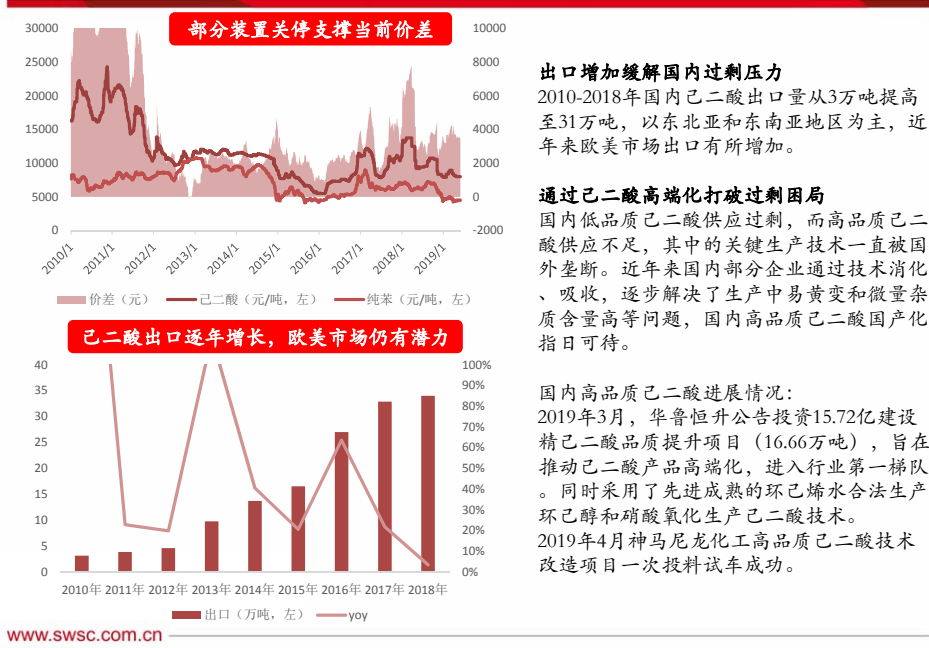 部分装置关停支撑当前价差
30000
25000
20000
15000
10000
5000
0
10000
8000
6000
4000
2000
0
-2000
2010/1
2011/1
2012/1
2013/1
2014/1
2015/1
2016/1
2017/1
2018/1
2019/1
价差（元）
己二酸（元/吨，左）
纯苯（元/吨，左）
己二酸出口逐年增长，欧美市场仍有潜力
40
35
30
25
20
15
10
5
0
100%
90%
80%
70%
60%
50%
40%
30%
20%
10%
0%
2010年 2011年 2012年 2013年 2014年 2015年 2016年 2017年 2018年
出口（万吨，左）
yoy
出口增加缓解国内过剩压力
2010-2018年国内己二酸出口量从3万吨提高
至31万吨，以东北亚和东南亚地区为主，近
年来欧美市场出口有所增加。
通过己二酸高端化打破过剩困局
国内低品质己二酸供应过剩，而高品质己二
酸供应不足，其中的关键生产技术一直被国
外垄断。近年来国内部分企业通过技术消化
、吸收，逐步解决了生产中易黄变和微量杂
质含量高等问题，国内高品质己二酸国产化
指日可待。
国内高品质己二酸进展情况：
2019年3月，华鲁恒升公告投资15.72亿建设
精己二酸品质提升项目（16.66万吨），旨在
推动己二酸产品高端化，进入行业第一梯队
。同时采用了先进成熟的环己烯水合法生产
环己醇和硝酸氧化生产己二酸技术。
2019年4月神马尼龙化工高品质己二酸技术
改造项目一次投料试车成功。
www.swsc.com.cn